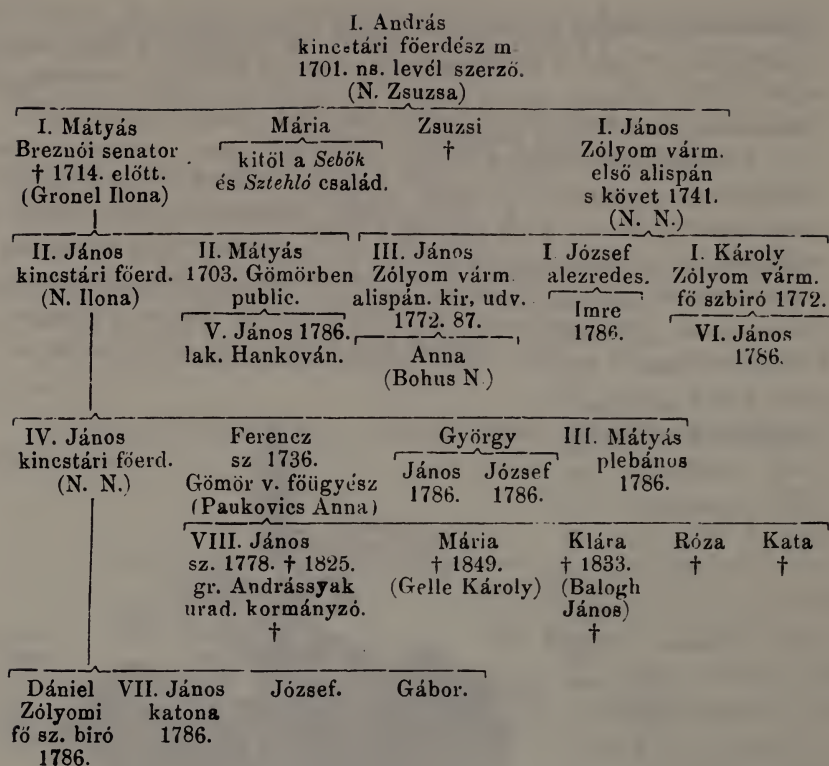 I. András
kincstári főerdész m
1701. ns. levél szerző.
(N. Zsuzsa)
I. Mátyás Mária Zsuzsi I. János
Breznói senator kitől a Sebők † Zólyom várm.
† 1714. előtt. és Sztehló család. első alispán
(Gronel Ilona) s követ 1741.
(N. N.)
II. János II. Mátyás III. János I József I. Károly
kincstári főerd. 1703. Gömörben Zólyom várm. alezredes. Zólyom várm.
(N. Ilona) public. alispán. kir, udv. Imre fő szbiró 1772.
V. János 1786. 1772. 87. 1786. VI. János
lak. Hankován. Anna 1786.
(Bohus N.)
IV. János Ferencz György III. Mátyás
kincstári főerd. sz 1736. János József plebános
(N. N.) Gömör v. főügyész 1786. 1786. 1786.
(Paukovics Anna)
VIII. János Mária Klára Róza Kata
sz. 1778. † 1825. † 1849. † 1833. † †
gr. Andrássyak (Gelle Károly) (Balogh
urad. kormányzó. János)
† †
Dániel VII. János József. Gábor.
Zólyomi katona
fő sz. biró 1786.
1786.